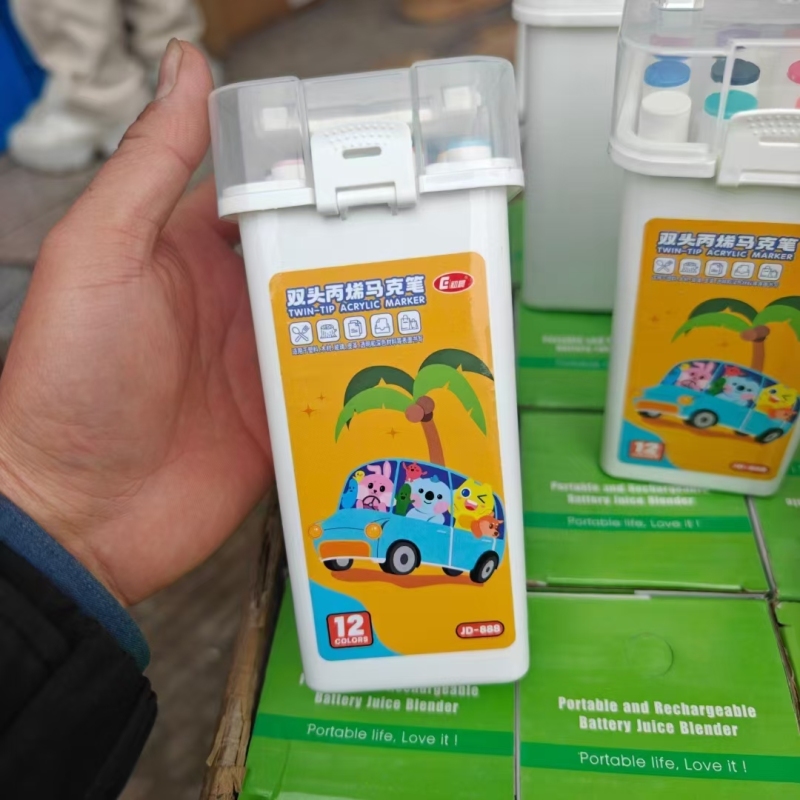 双头丙烯马克笔
TWIN-TIP ACRYLIC MARKER
12
COLORS
JD-888
双头丙烯马克笔
TWIN-TIP ACRYLIC MARKER
12
JD-888
Portable and Rechargeable
Battery Juice Blender
Portable life, Love it !
Rechargeable
Battery Juice Blender
Portable life, Love it !
Portable and Rechargeable
Battery Juice Blender
Portable life, Love it !